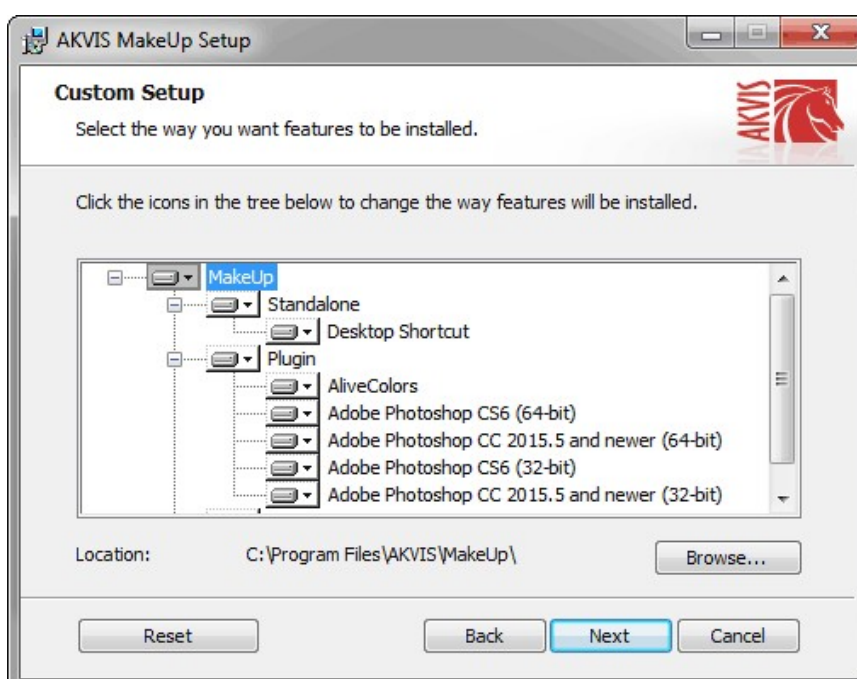 AKVIS MakeUp Setup
Custom Setup
Select the way you want features to be installed.
AKVIS
Click the icons in the tree below to change the way features will be installed.
MakeUp
Standalone
Desktop Shortcut
Plugin
AliveColors
Adobe Photoshop CS6 (64-bit)
Adobe Photoshop CC 2015.5 and newer (64-bit)
Adobe Photoshop CS6 (32-bit)
Adobe Photoshop CC 2015.5 and newer (32-bit)
Location: C:\Program Files\AKVIS\MakeUp\ Browse...
Reset Back Next Cancel